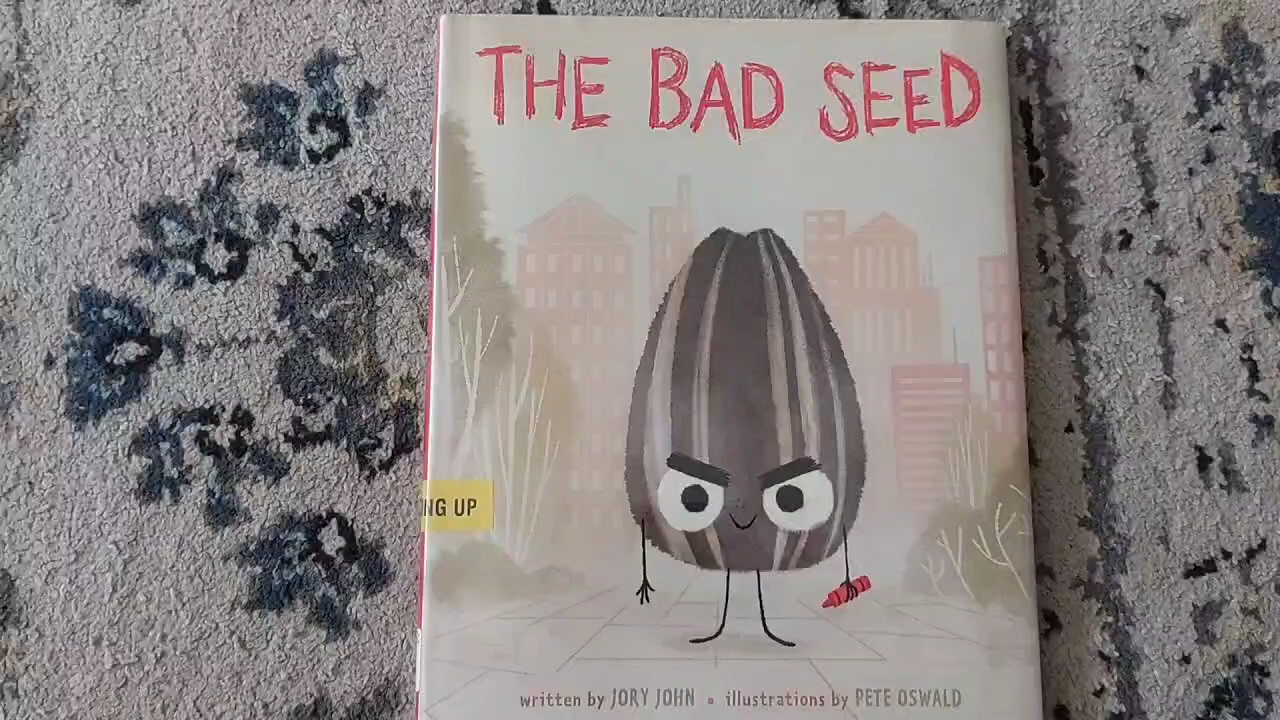 THE BAD SEED
NG UP
written by JORY JOHN • illustrations by PETE OSWALD